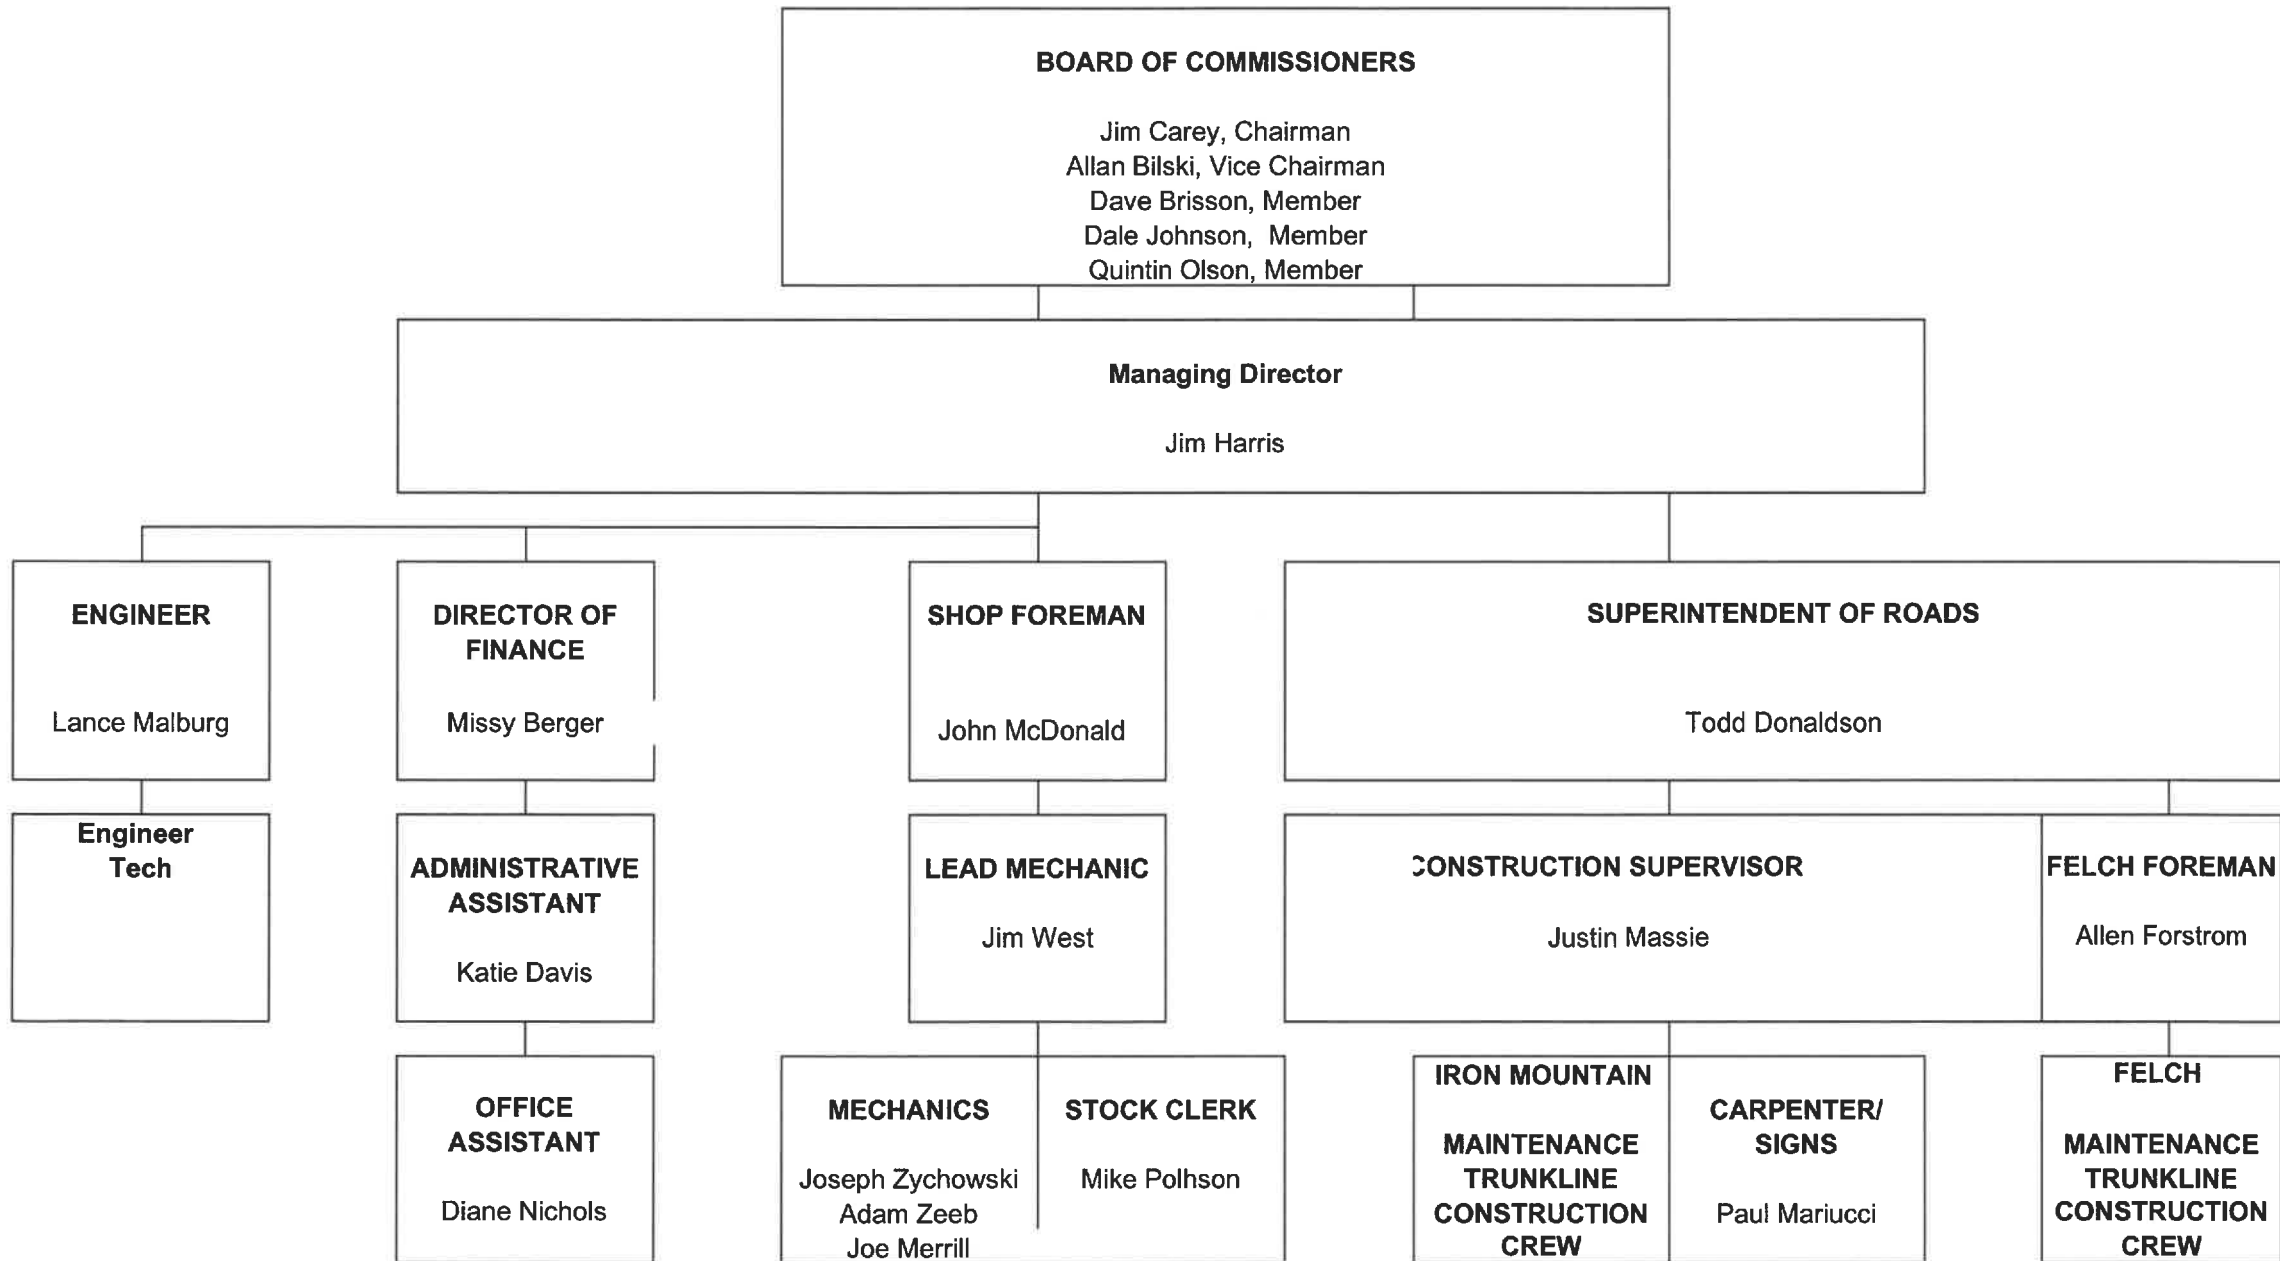 BOARD OF COMMISSIONERS
Jim Carey, Chairman
Allan Bilski, Vice Chairman
Dave Brisson, Member
Dale Johnson,  Member
Quintin Olson, Member
Managing Director
Jim Harris
ENGINEER
Lance Malburg
DIRECTOR OF
FINANCE
Missy Berger
SHOP FOREMAN
John McDonald
SUPERINTENDENT OF ROADS
Todd Donaldson
Engineer
Tech
ADMINISTRATIVE
ASSISTANT
Katie Davis
LEAD MECHANIC
Jim West
CONSTRUCTION SUPERVISOR
Justin Massie
FELCH FOREMAN
Allen Forstrom
OFFICE
ASSISTANT
Diane Nichols
MECHANICS
Joseph Zychowski
Adam Zeeb
Joe Merrill
STOCK CLERK
Mike Polhson
IRON MOUNTAIN
MAINTENANCE
TRUNKLINE
CONSTRUCTION
CREW
CARPENTER/
SIGNS
Paul Mariucci
FELCH
MAINTENANCE
TRUNKLINE
CONSTRUCTION
CREW